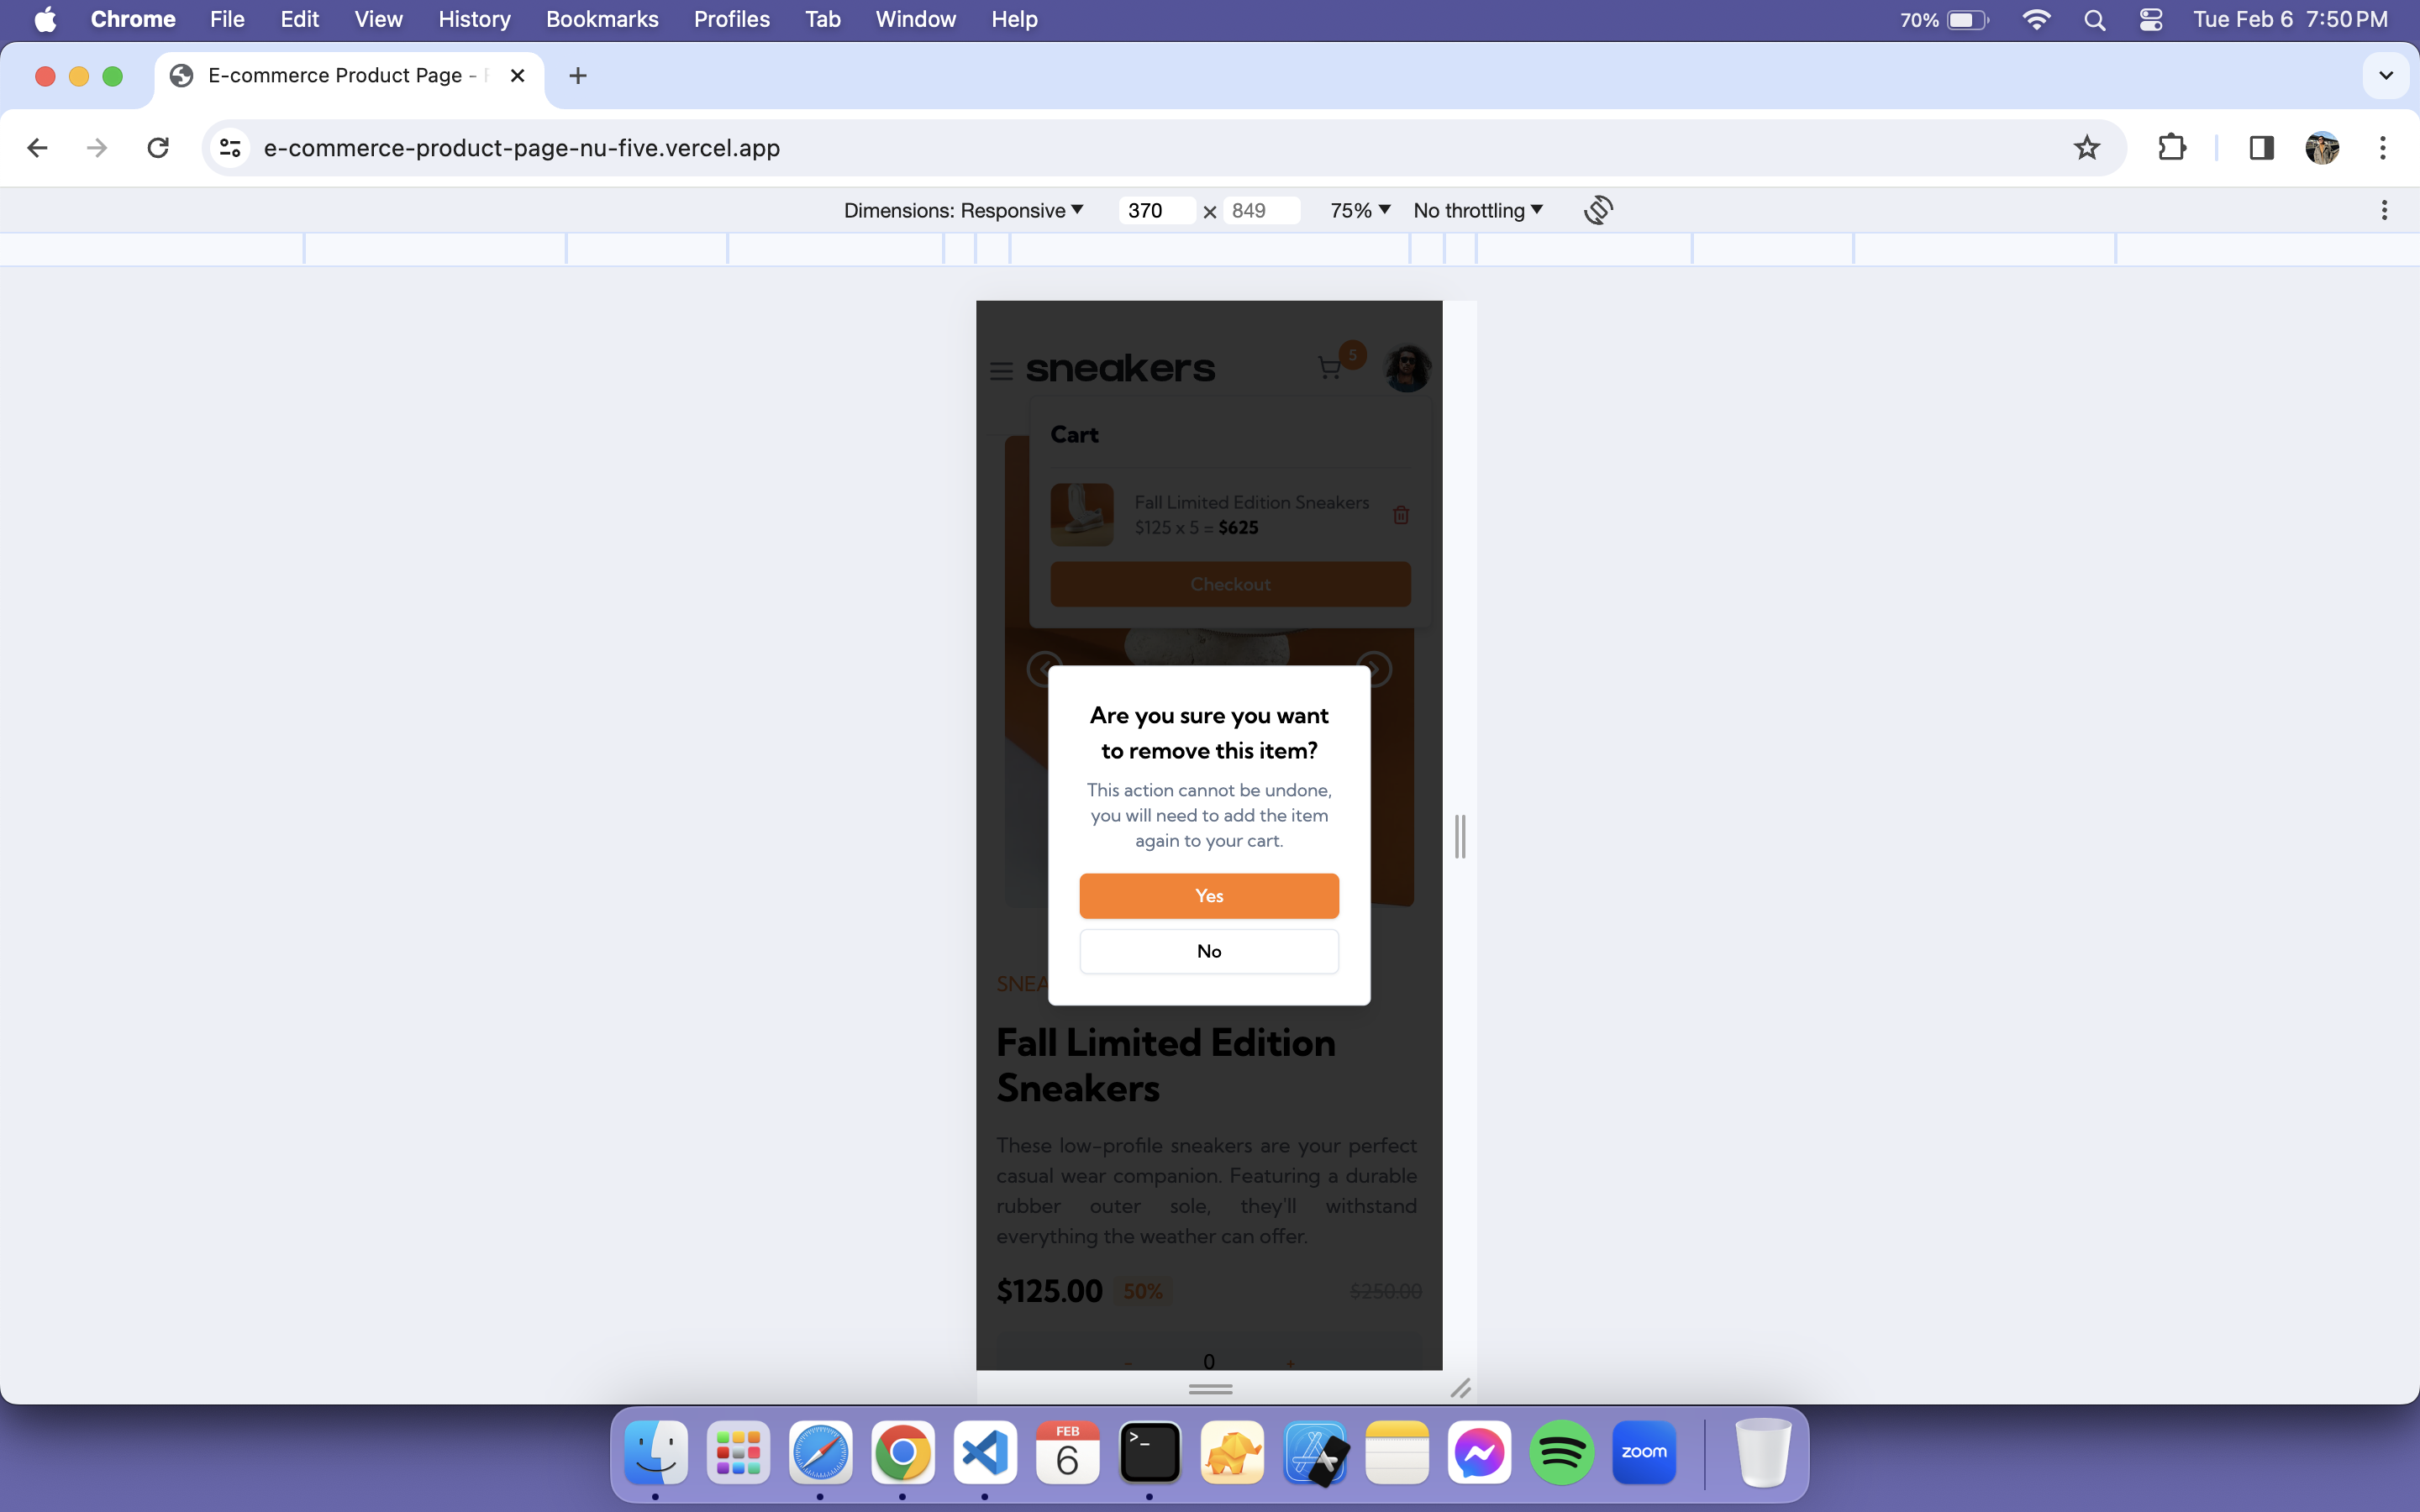 Chrome File Edit View History Bookmarks Profiles Tab Window Help 70% Tue Feb 6 7:50 PM
E-commerce Product Page -
e-commerce-product-page-nu-five.vercel.app
Dimensions: Responsive 370 × 849 75% No throttling
sneakers 5
Cart
Fall Limited Edition Sneakers
$125 x 5 = $625
Checkout
Are you sure you want
to remove this item?
This action cannot be undone,
you will need to add the item
again to your cart.
Yes
No
SNEA
Fall Limited Edition
Sneakers
These low-profile sneakers are your perfect
casual wear companion. Featuring a durable
rubber outer sole, they'll withstand
everything the weather can offer.
$125.00 50% $250.00
- 0 +
FEB
6
>_
zoom